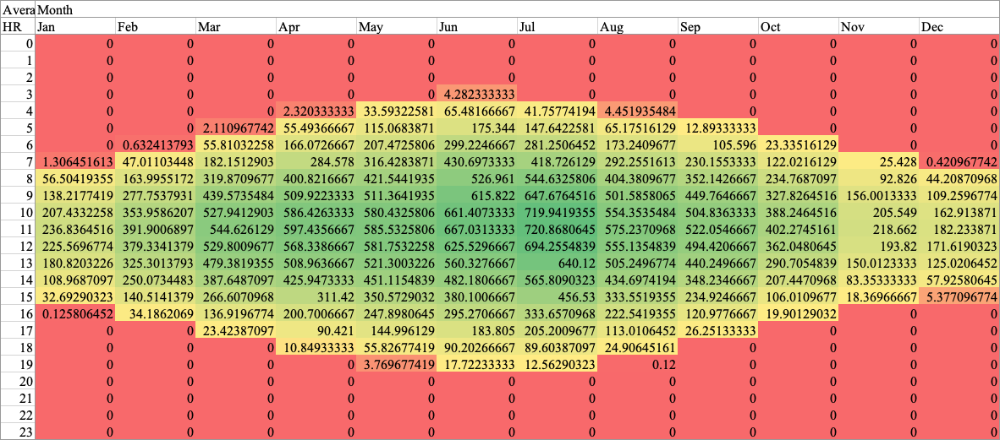 Avera Month
HR Jan Feb Mar Apr May Jun Jul Aug Sep Oct Nov Dec
0 0 0 0 0 0 0 0 0 0 0 0 0
1 0 0 0 0 0 0 0 0 0 0 0 0
2 0 0 0 0 0 0 0 0 0 0 0 0
3 0 0 0 0 0 4.282333333 0 0 0 0 0 0
4 0 0 0 2.320333333 33.59322581 65.48166667 41.75774194 4.451935484 0 0 0 0
5 0 0 2.110967742 55.49366667 115.0683871 175.344 147.6422581 65.17516129 12.89333333 0 0 0
6 0 0.632413793 55.81032258 166.0726667 207.4725806 299.2246667 281.2506452 173.2409677 105.596 23.33516129 0 0
7 1.306451613 47.01103448 182.1512903 284.578 316.4283871 430.6973333 418.726129 292.2551613 230.1553333 122.0216129 25.428 0.420967742
8 56.50419355 163.9955172 319.8709677 400.8216667 421.5441935 526.961 544.6325806 404.3809677 352.1426667 234.7687097 92.826 44.20870968
9 138.2177419 277.7537931 439.5735484 509.9223333 511.3641935 615.822 647.6764516 501.5858065 449.7646667 327.8264516 156.0013333 109.2596774
10 207.4332258 353.9586207 527.9412903 586.4263333 580.4325806 661.4073333 719.9419355 554.3535484 504.8363333 388.2464516 205.549 162.913871
11 236.8364516 391.9006897 544.626129 597.4356667 585.5325806 667.0313333 720.8680645 575.2370968 522.0546667 402.2745161 218.662 182.233871
12 225.5696774 379.3341379 529.8009677 568.3386667 581.7532258 625.5296667 694.2554839 555.1354839 494.4206667 362.0480645 193.82 171.6190323
13 180.8203226 325.3013793 479.3819355 508.9636667 521.3003226 560.3276667 640.12 505.2496774 440.2496667 290.7054839 150.0123333 125.0206452
14 108.9687097 250.0734483 387.6487097 425.9473333 451.1154839 482.1806667 565.8090323 434.6974194 348.2346667 207.4470968 83.35333333 57.92580645
15 32.69290323 140.5141379 266.6070968 311.42 350.5729032 380.1006667 456.53 333.5519355 234.9246667 106.0109677 18.36966667 5.377096774
16 0.125806452 34.1862069 136.9196774 200.7006667 247.8980645 295.2706667 333.6570968 222.5419355 120.9776667 19.90129032 0 0
17 0 0 23.42387097 90.421 144.996129 183.805 205.2009677 113.0106452 26.25133333 0 0 0
18 0 0 0 10.84933333 55.82677419 90.20266667 89.60387097 24.90645161 0 0 0 0
19 0 0 0 0 3.769677419 17.72233333 12.56290323 0.12 0 0 0 0
20 0 0 0 0 0 0 0 0 0 0 0 0
21 0 0 0 0 0 0 0 0 0 0 0 0
22 0 0 0 0 0 0 0 0 0 0 0 0
23 0 0 0 0 0 0 0 0 0 0 0 0